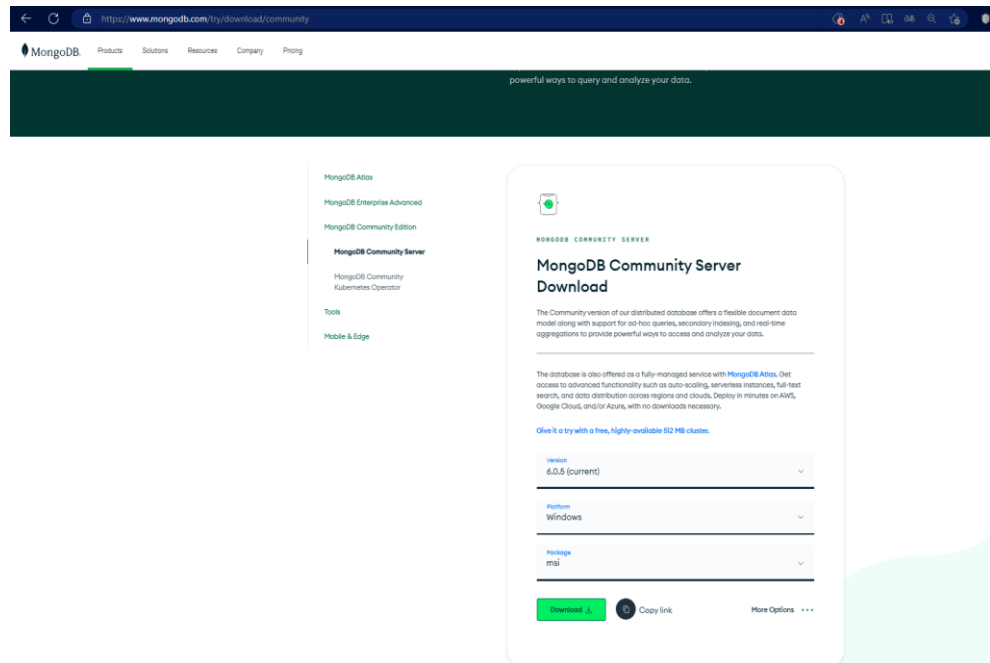 https://www.mongodb.com/try/download/community
MongoDB. Products Solutions Resources Company Pricing
powerful ways to query and analyze your data.
MongoDB Atlas
MongoDB Enterprise Advanced
MongoDB Community Edition
MongoDB Community Server
MongoDB Community
Kubernetes Operator
Tools
Mobile & Edge
MONGODB COMMUNITY SERVER
MongoDB Community Server
Download
The Community version of our distributed database offers a flexible document data
model along with support for ad-hoc queries, secondary indexing, and real-time
aggregations to provide powerful ways to access and analyze your data.
The database is also offered as a fully-managed service with MongoDB Atlas. Get
access to advanced functionality such as auto-scaling, serverless instances, full-text
search, and data distribution across regions and clouds. Deploy in minutes on AWS,
Google Cloud, and/or Azure, with no downloads necessary.
Give it a try with a free, highly-available 512 MB cluster.
Version
6.0.5 (current)
Platform
Windows
Package
msi
Download Copy link More Options